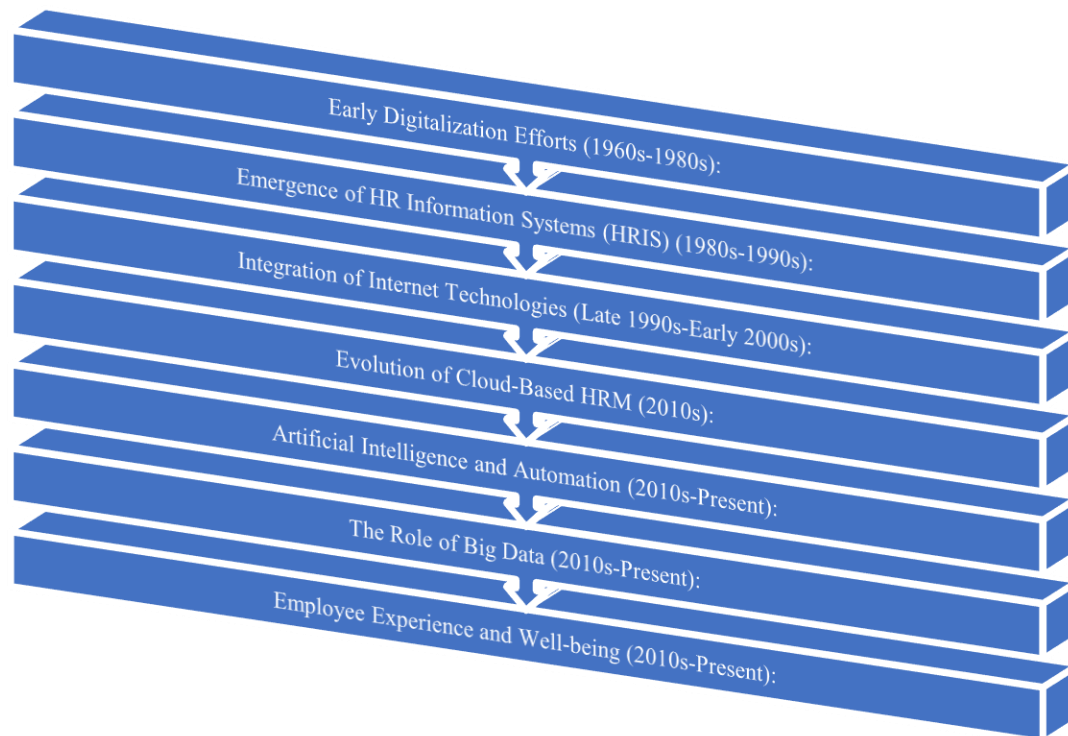 Early Digitalization Efforts (1960s-1980s):
Emergence of HR Information Systems (HRIS) (1980s-1990s):
Integration of Internet Technologies (Late 1990s-Early 2000s):
Evolution of Cloud-Based HRM (2010s):
Artificial Intelligence and Automation (2010s-Present):
The Role of Big Data (2010s-Present):
Employee Experience and Well-being (2010s-Present):